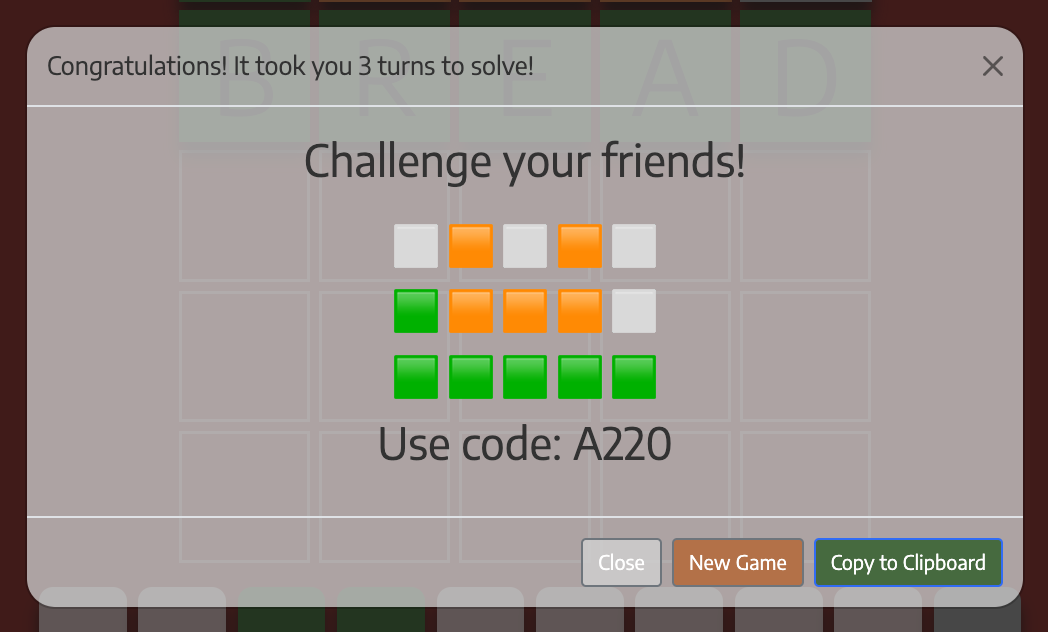 Congratulations! It took you 3 turns to solve!
BREAD
Challenge your friends!
Use code: A220
Close
New Game
Copy to Clipboard